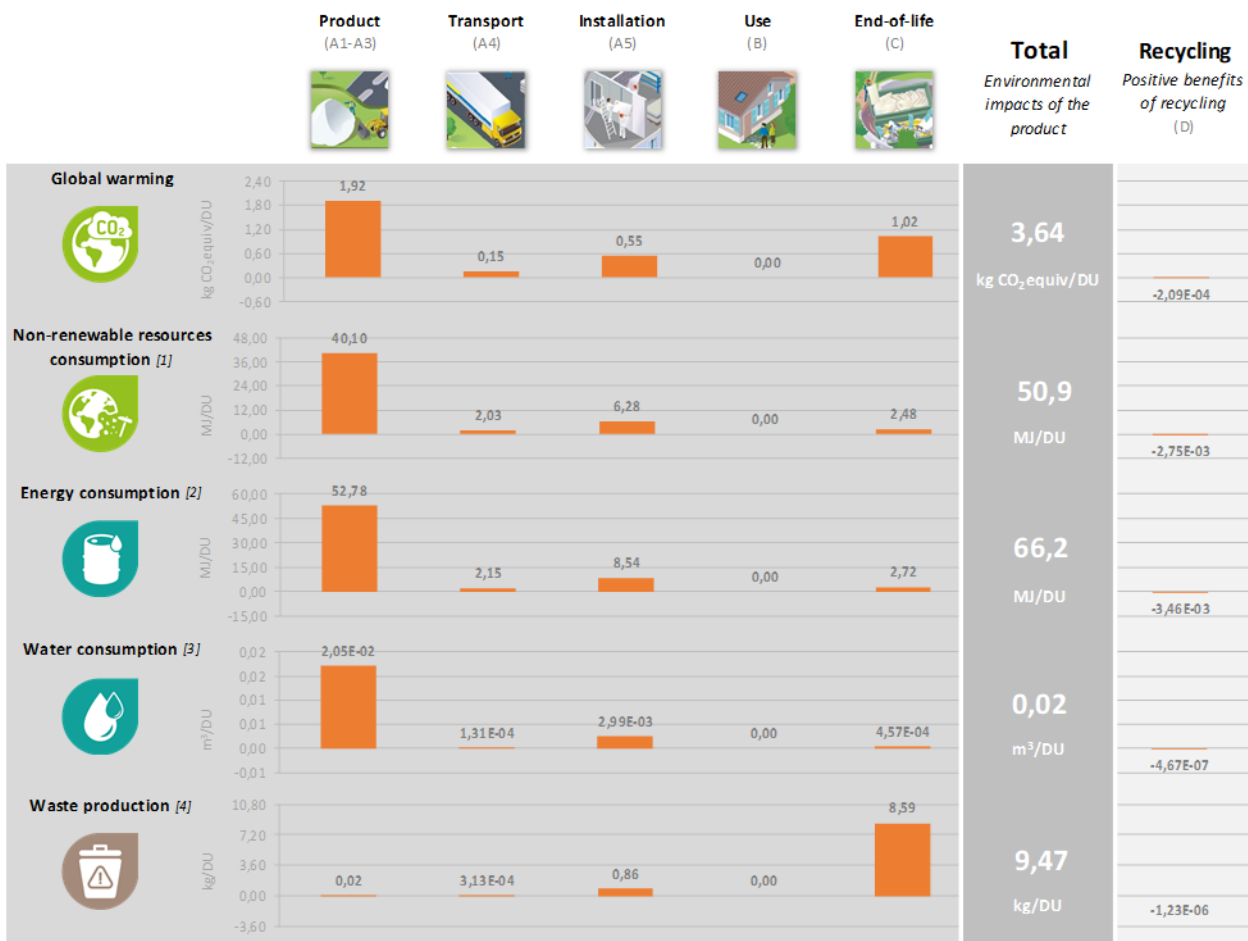 Product
(A1-A3)
Transport
(A4)
Installation
(A5)
Use
(B)
End-of-life
(C)
Total
Environmental
impacts of the
product
Recycling
Positive benefits
of recycling
(D)
Global warming
CO₂
kg CO₂equiv/DU
2,40
1,80
1,20
0,60
0,00
-0,60
1,92
0,15
0,55
0,00
1,02
3,64
kg CO₂equiv/DU
-2,09E-04
Non-renewable resources
consumption [1]
MJ/DU
48,00
36,00
24,00
12,00
0,00
-12,00
40,10
2,03
6,28
0,00
2,48
50,9
MJ/DU
-2,75E-03
Energy consumption [2]
MJ/DU
60,00
45,00
30,00
15,00
0,00
-15,00
52,78
2,15
8,54
0,00
2,72
66,2
MJ/DU
-3,46E-03
Water consumption [3]
m³/DU
0,02
0,02
0,01
0,01
0,00
-0,01
2,05E-02
1,31E-04
2,99E-03
0,00
4,57E-04
0,02
m³/DU
-4,67E-07
Waste production [4]
kg/DU
10,80
7,20
3,60
0,00
-3,60
0,02
3,13E-04
0,86
0,00
8,59
9,47
kg/DU
-1,23E-06